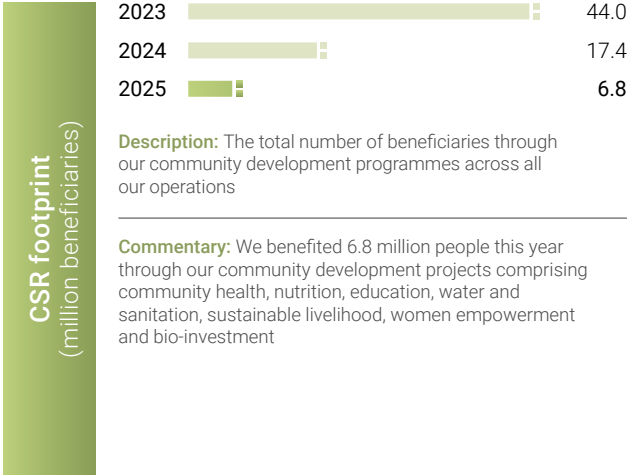 CSR footprint
(million beneficiaries)
2023 44.0
2024 17.4
2025 6.8
Description: The total number of beneficiaries through
our community development programmes across all
our operations
Commentary: We benefited 6.8 million people this year
through our community development projects comprising
community health, nutrition, education, water and
sanitation, sustainable livelihood, women empowerment
and bio-investment